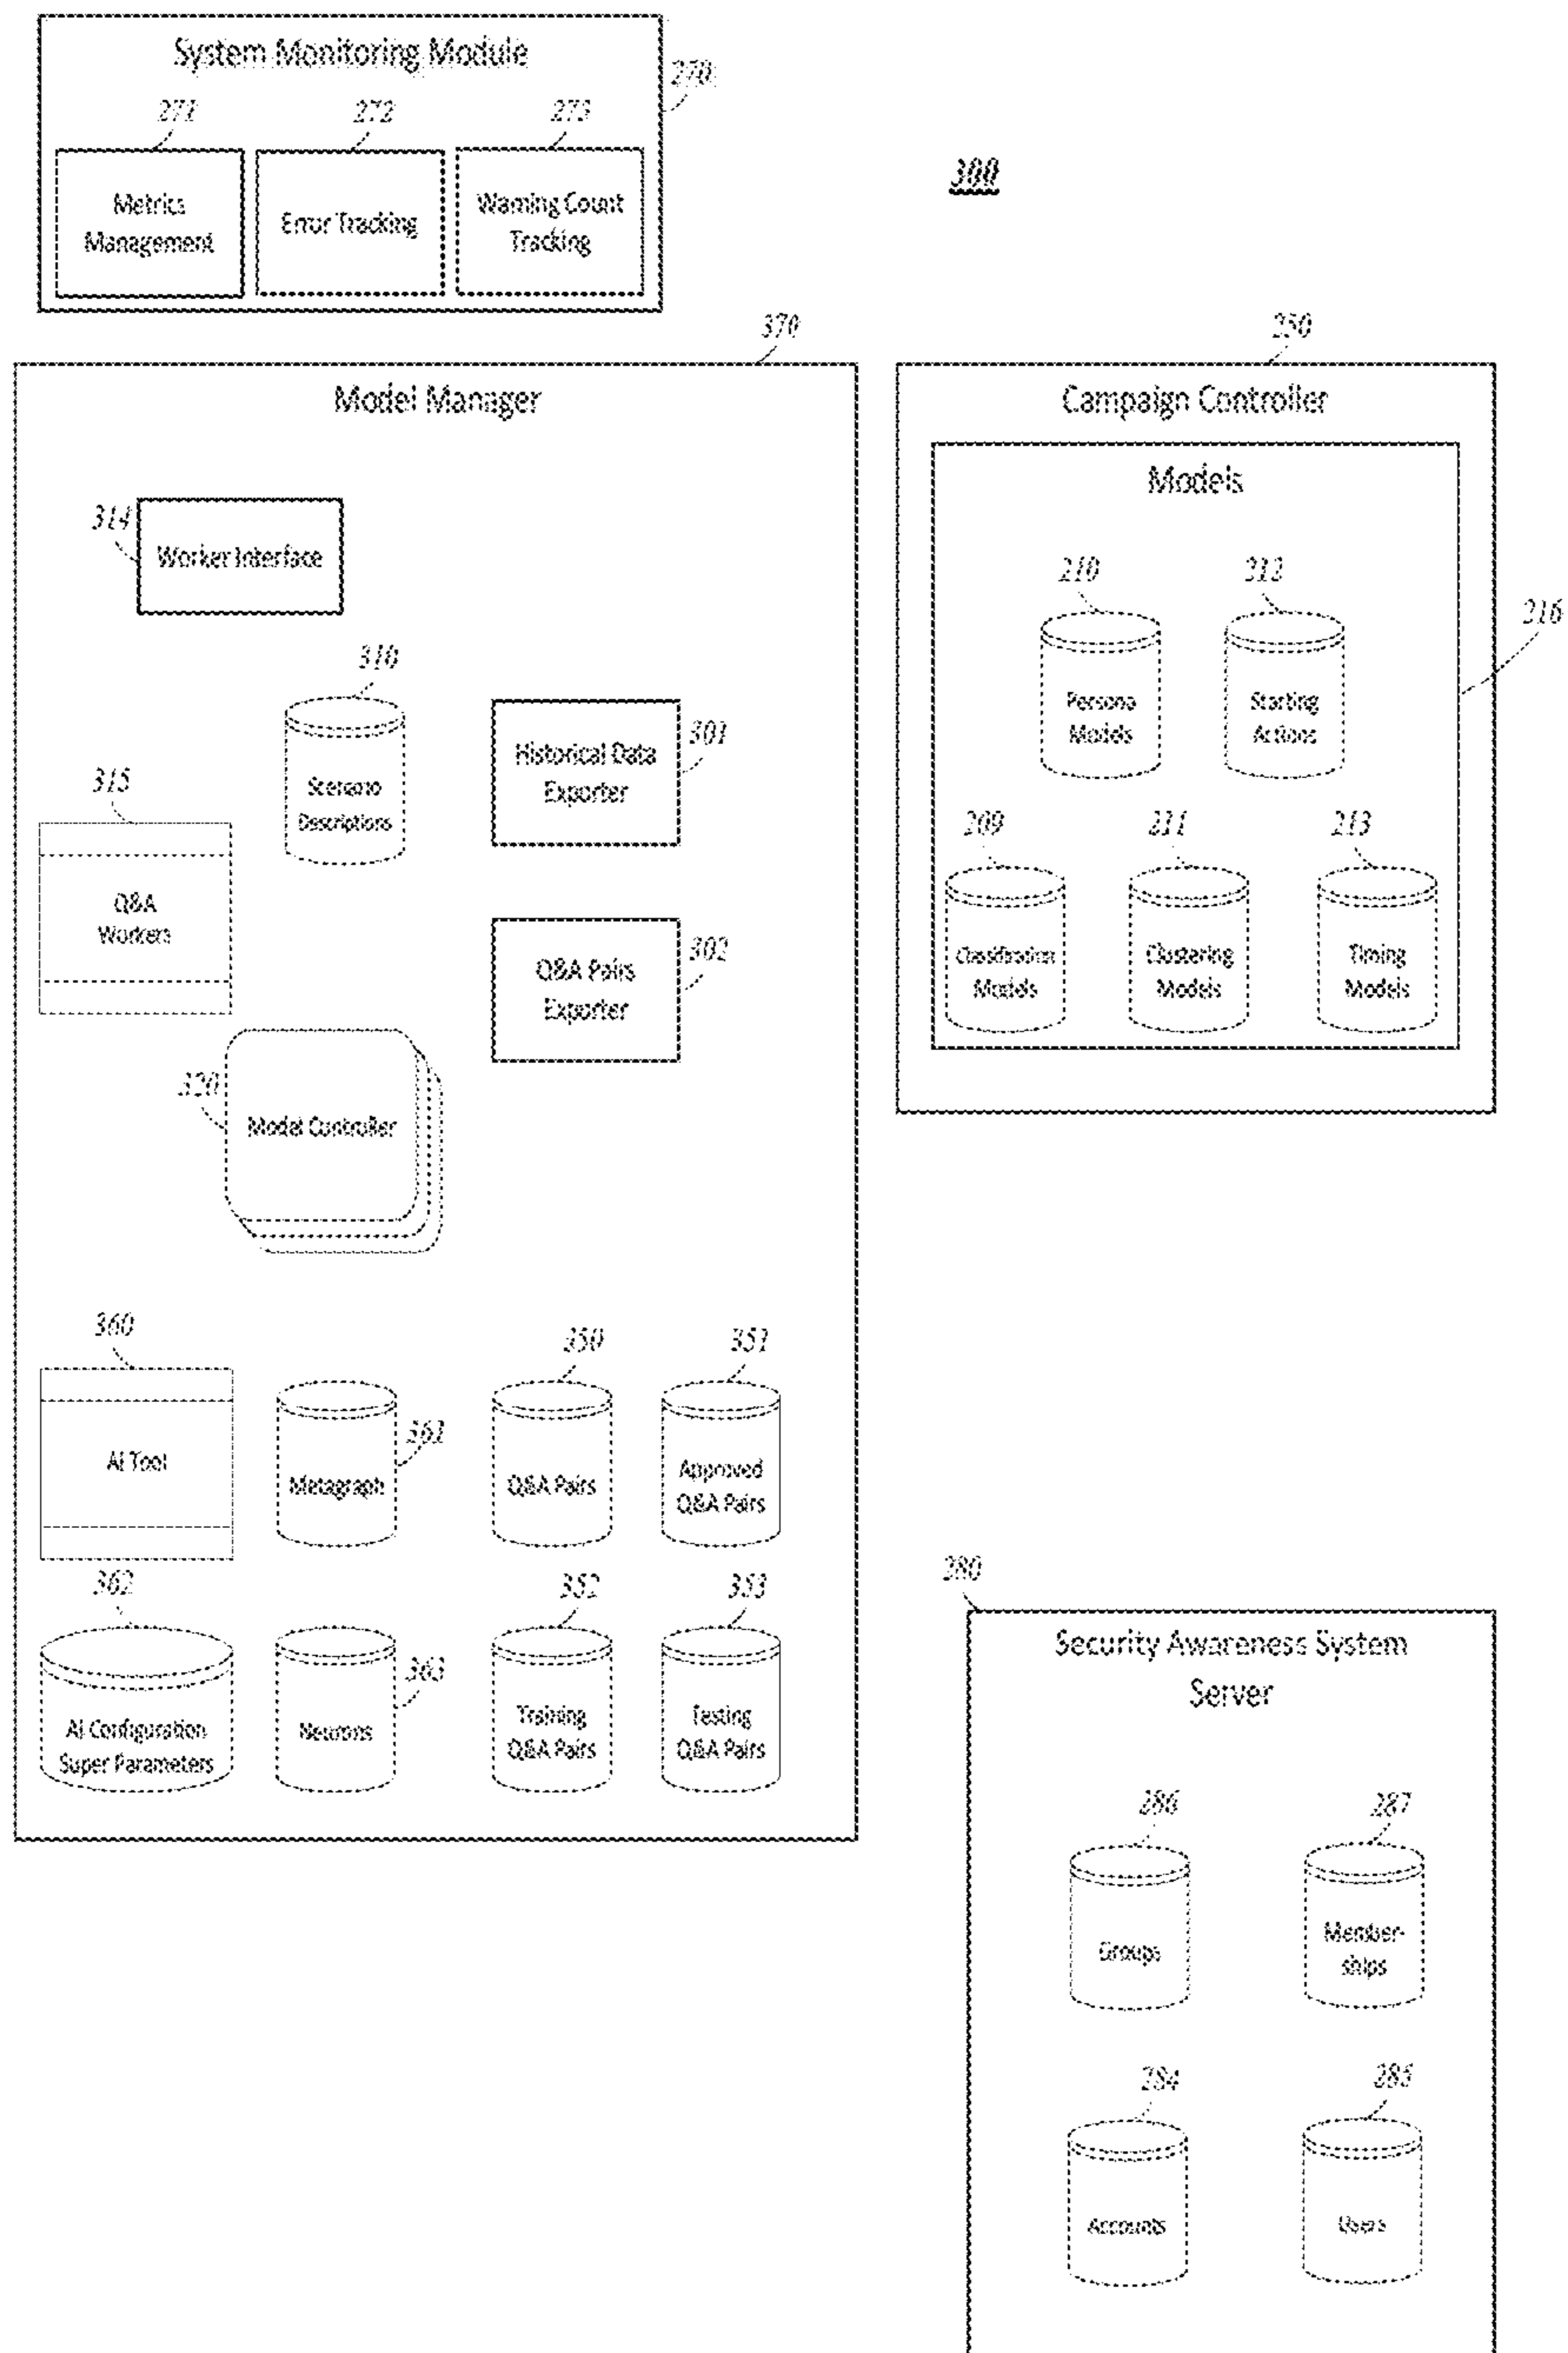 System Monitoring Module
270
271
272
273
Metrics
Management
Error Tracking
Warning Count
Tracking
300
370
Model Manager
314
Worker Interface
310
Scenario
Descriptions
301
Historical Data
Exporter
315
Q&A
Workers
302
Q&A Pairs
Exporter
320
Model Controller
360
AI Tool
361
Metagraph
350
Q&A Pairs
351
Approved
Q&A Pairs
362
AI Configuration
Super Parameters
363
Neurons
352
Training
Q&A Pairs
353
Testing
Q&A Pairs
250
Campaign Controller
Models
216
210
Persona
Models
212
Starting
Actions
209
Classification
Models
211
Clustering
Models
213
Timing
Models
280
Security Awareness System
Server
286
Groups
287
Member-
ships
284
Accounts
285
Users